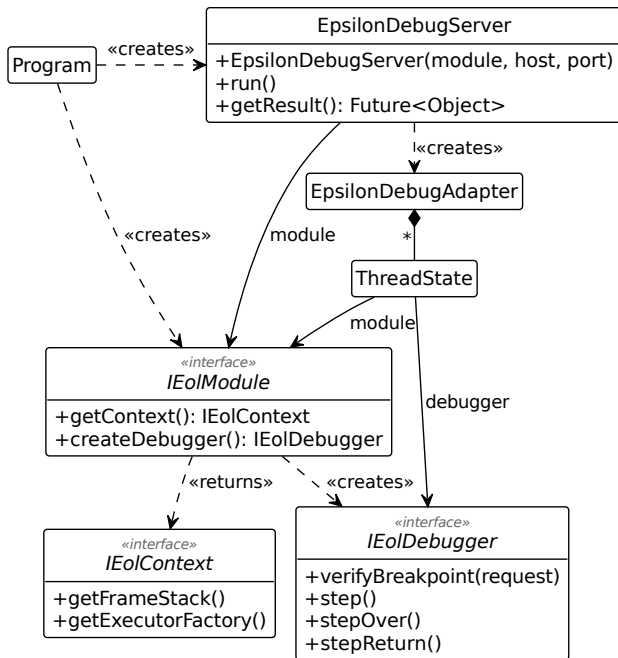 EpsilonDebugServer
+EpsilonDebugServer(module, host, port)
+run()
+getResult(): Future<Object>
Program
«creates»
«creates»
EpsilonDebugAdapter
*
«creates»
module
ThreadState
module
«interface»
IEolModule
+getContext(): IEolContext
+createDebugger(): IEolDebugger
debugger
«returns»
«creates»
«interface»
IEolContext
+getFrameStack()
+getExecutorFactory()
«interface»
IEolDebugger
+verifyBreakpoint(request)
+step()
+stepOver()
+stepReturn()